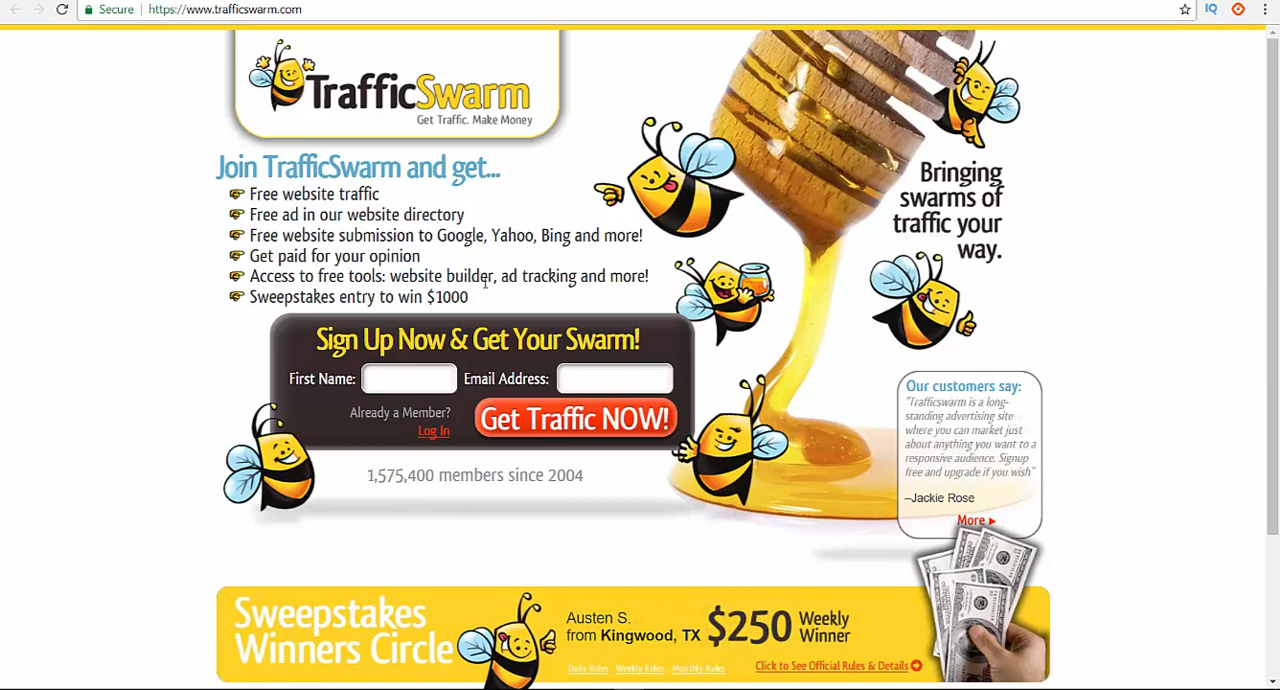 Secure
https://www.trafficswarm.com
TrafficSwarm
Get Traffic. Make Money
Join TrafficSwarm and get...
Free website traffic
Free ad in our website directory
Free website submission to Google, Yahoo, Bing and more!
Get paid for your opinion
Access to free tools: website builder, ad tracking and more!
Sweepstakes entry to win $1000
Bringing
swarms of
traffic your
way.
Sign Up Now & Get Your Swarm!
First Name:
Email Address:
Already a Member?
Log In
Get Traffic NOW!
1,575,400 members since 2004
Our customers say:
"Trafficswarm is a long-
standing advertising site
where you can market just
about anything you want to a
responsive audience. Signup
free and upgrade if you wish"
–Jackie Rose
More
Sweepstakes
Winners Circle
Austen S.
from Kingwood, TX
$250
Weekly
Winner
Daily Rules
Weekly Rules
Monthly Rules
Click to See Official Rules & Details